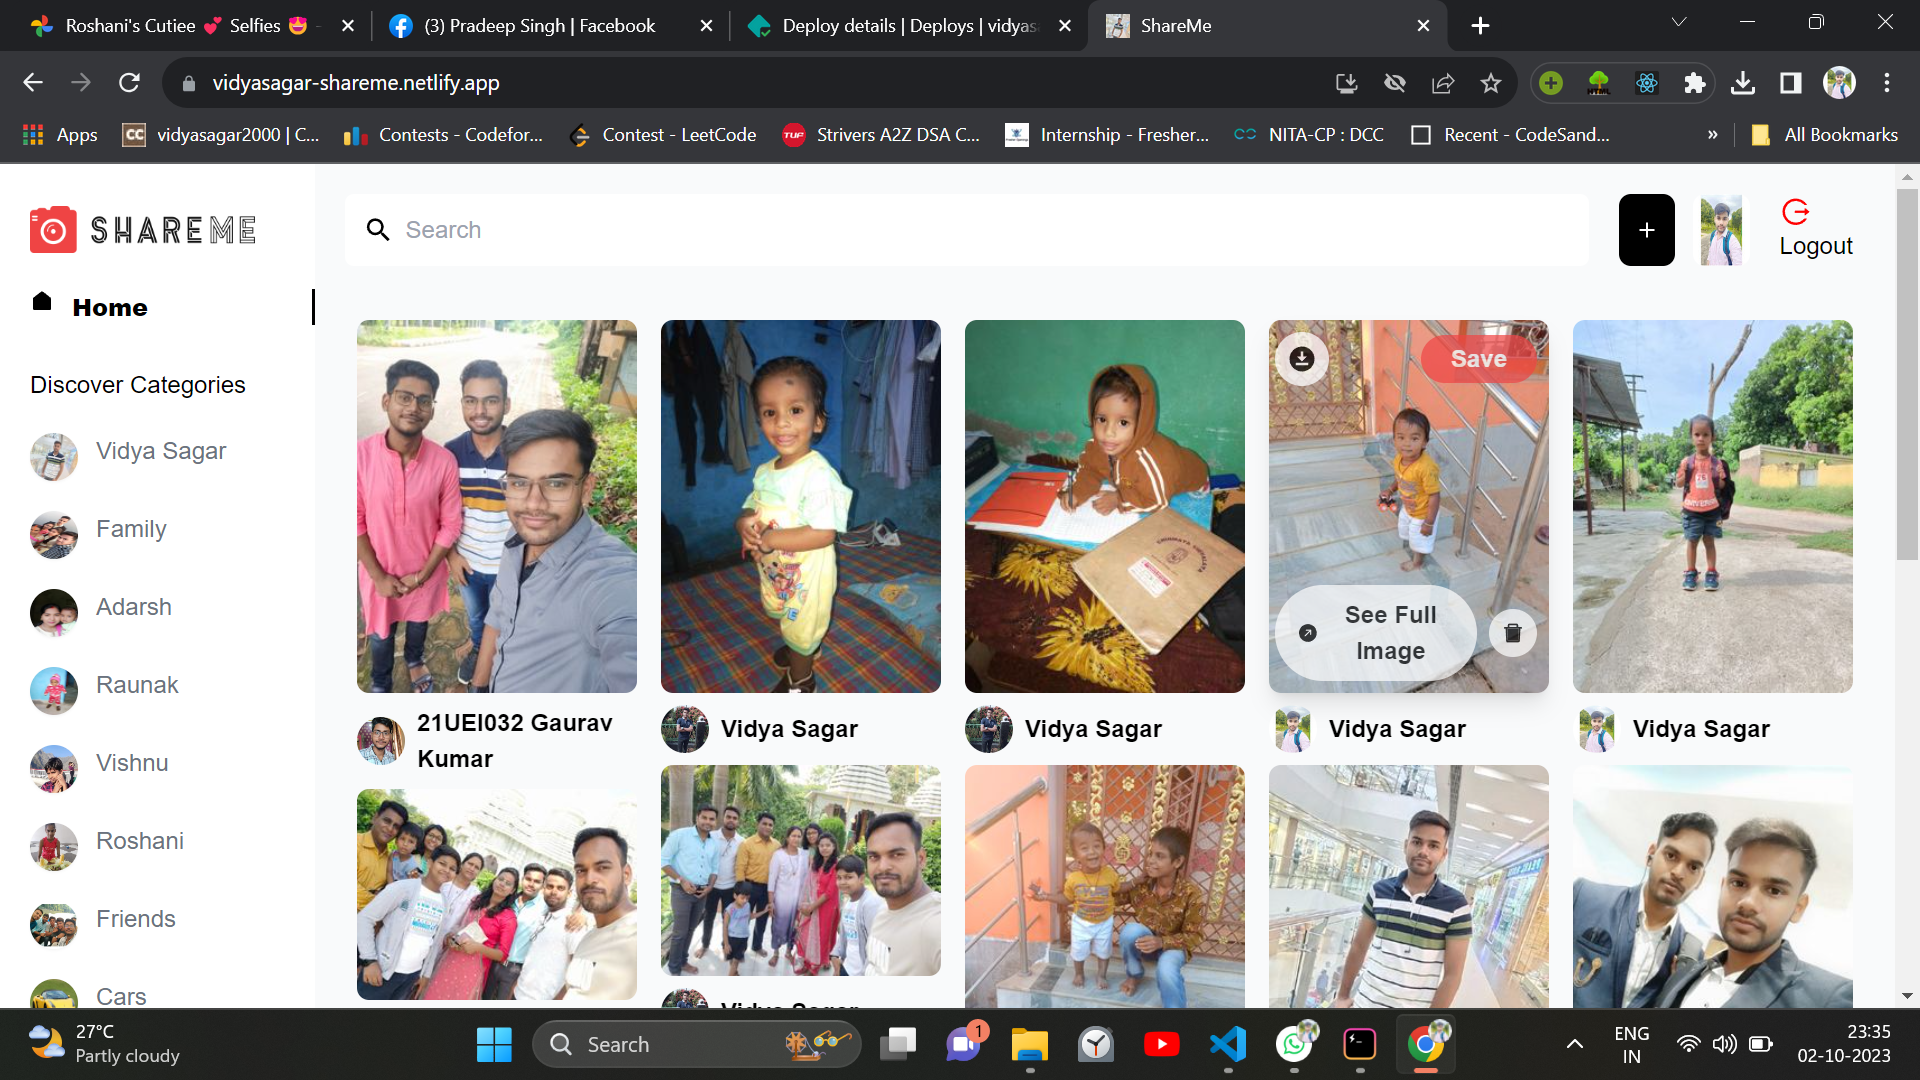 Roshani's Cutiee 💕 Selfies 😍
(3) Pradeep Singh | Facebook
Deploy details | Deploys | vidyas
ShareMe
vidyasagar-shareme.netlify.app
Apps
vidyasagar2000 | C...
Contests - Codefor...
Contest - LeetCode
Strivers A2Z DSA C...
Internship - Fresher...
NITA-CP : DCC
Recent - CodeSand...
»
All Bookmarks
SHAREME
Search
+
Logout
Home
Discover Categories
Vidya Sagar
Family
Adarsh
Raunak
Vishnu
Roshani
Friends
Cars
Save
See Full
Image
21UEI032 Gaurav
Kumar
Vidya Sagar
Vidya Sagar
Vidya Sagar
Vidya Sagar
Vidya Sagar
27°C
Partly cloudy
Search
1
ENG
IN
23:35
02-10-2023